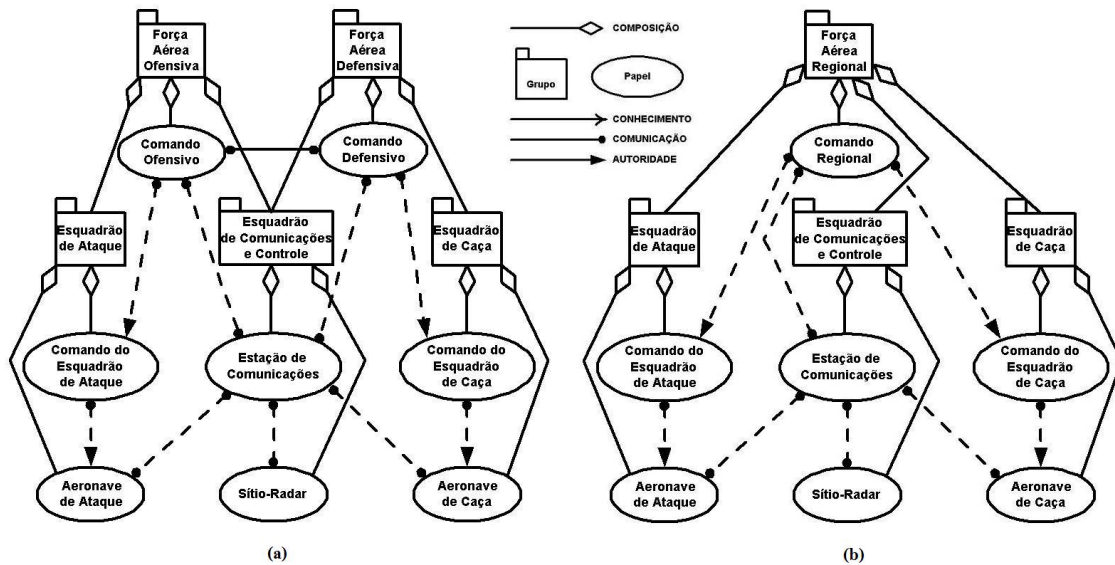 Força
Aérea
Ofensiva
Força
Aérea
Defensiva
Comando
Ofensivo
Comando
Defensivo
Esquadrão
de Ataque
Esquadrão
de Comunicações
e Controle
Esquadrão
de Caça
Comando do
Esquadrão
de Ataque
Estação de
Comunicações
Comando do
Esquadrão
de Caça
Aeronave
de Ataque
Sítio-Radar
Aeronave
de Caça
(a)
COMPOSIÇÃO
Grupo
Papel
CONHECIMENTO
COMUNICAÇÃO
AUTORIDADE
Força
Aérea
Regional
Comando
Regional
Esquadrão
de Ataque
Esquadrão
de Comunicações
e Controle
Esquadrão
de Caça
Comando do
Esquadrão
de Ataque
Estação de
Comunicações
Comando do
Esquadrão
de Caça
Aeronave
de Ataque
Sítio-Radar
Aeronave
de Caça
(b)